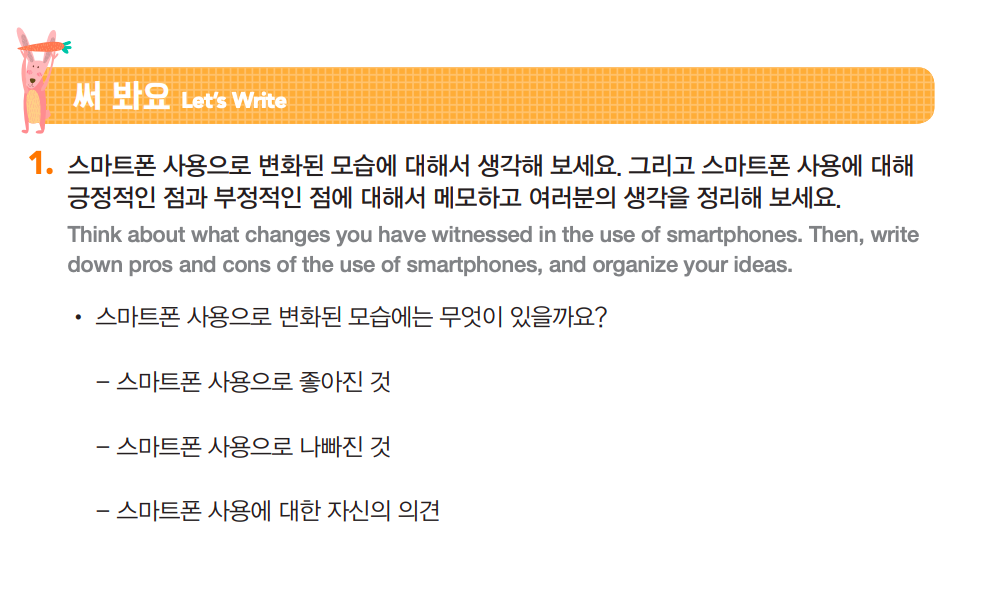 써 봐요 Let's Write
1. 스마트폰 사용으로 변화된 모습에 대해서 생각해 보세요. 그리고 스마트폰 사용에 대해
긍정적인 점과 부정적인 점에 대해서 메모하고 여러분의 생각을 정리해 보세요.
Think about what changes you have witnessed in the use of smartphones. Then, write
down pros and cons of the use of smartphones, and organize your ideas.
• 스마트폰 사용으로 변화된 모습에는 무엇이 있을까요?
– 스마트폰 사용으로 좋아진 것
– 스마트폰 사용으로 나빠진 것
– 스마트폰 사용에 대한 자신의 의견